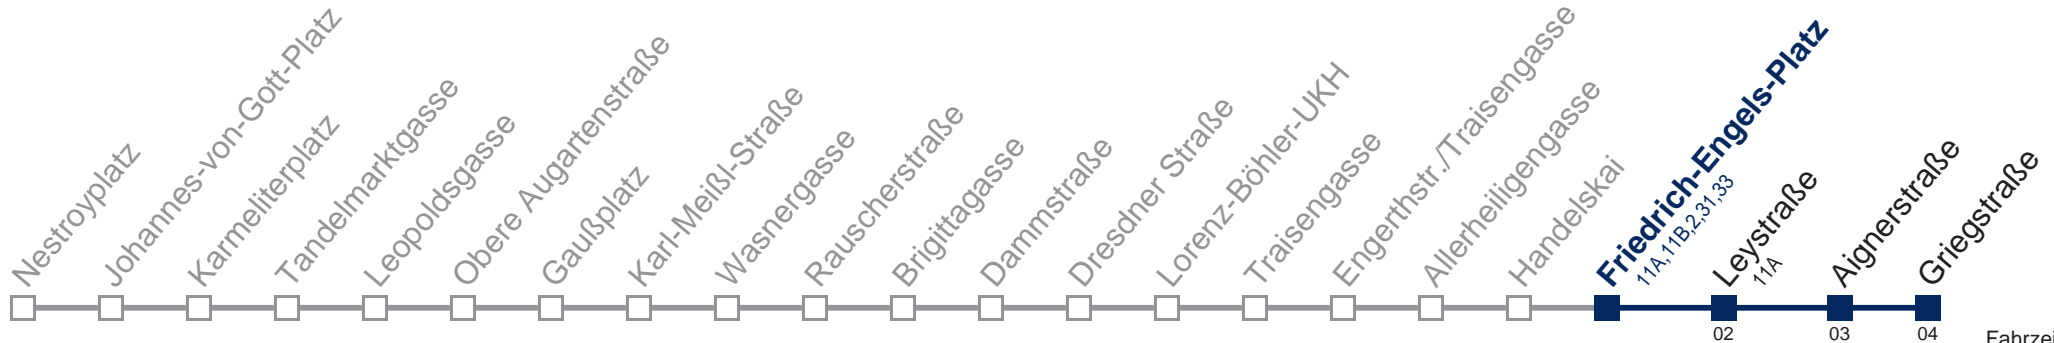 Nestroyplatz
Johannes-von-Gott-Platz
Karmeliterplatz
Tandelmarktgasse
Leopoldsgasse
Obere Augartenstraße
Gaußplatz
Karl-Meißl-Straße
Wasnergasse
Rauscherstraße
Brigittagasse
Dammstraße
Dresdner Straße
Lorenz-Böhler-UKH
Traisengasse
Engerthstr./Traisengasse
Allerheiligengasse
Handelskai
Friedrich-Engels-Platz
11A,11B,2,31,33
Leystraße
11A
Aignerstraße
Griegstraße
02 03 04